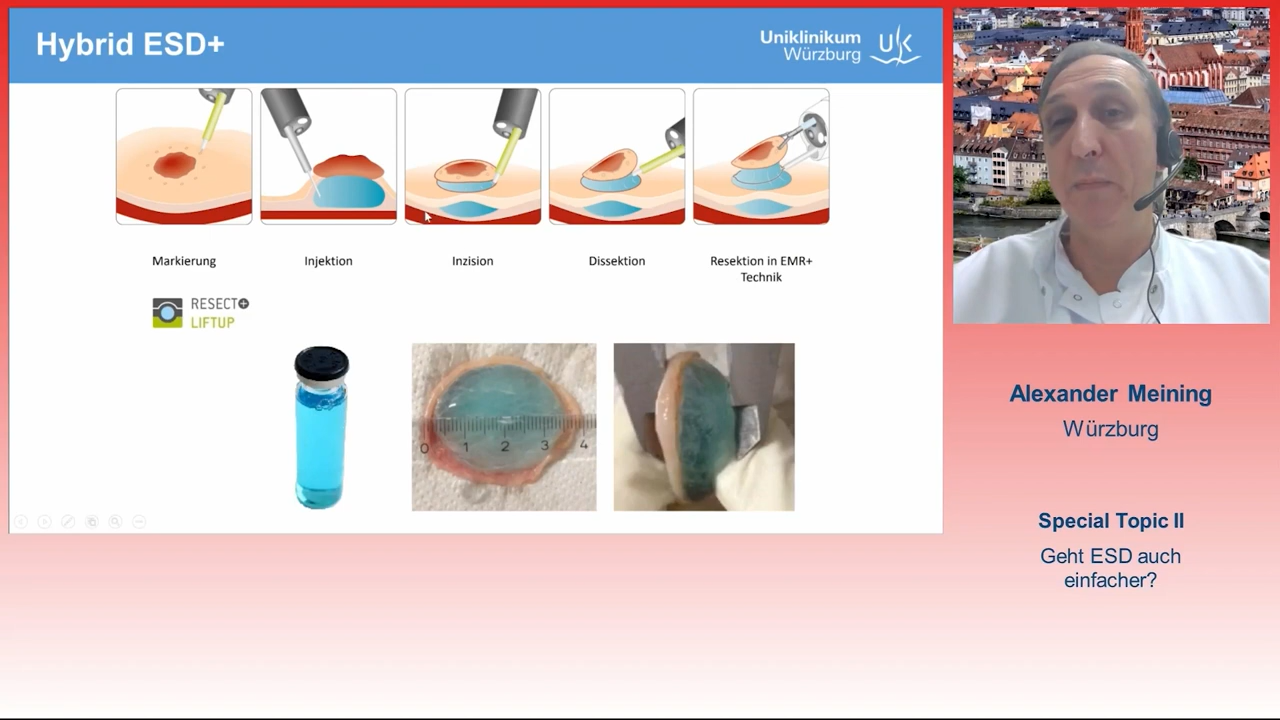 Hybrid ESD+
Uniklinikum
Würzburg
UK
Markierung
Injektion
Inzision
Dissektion
Resektion in EMR+
Technik
RESECT+
LIFTUP
0 1 2 3 4
Alexander Meining
Würzburg
Special Topic II
Geht ESD auch
einfacher?